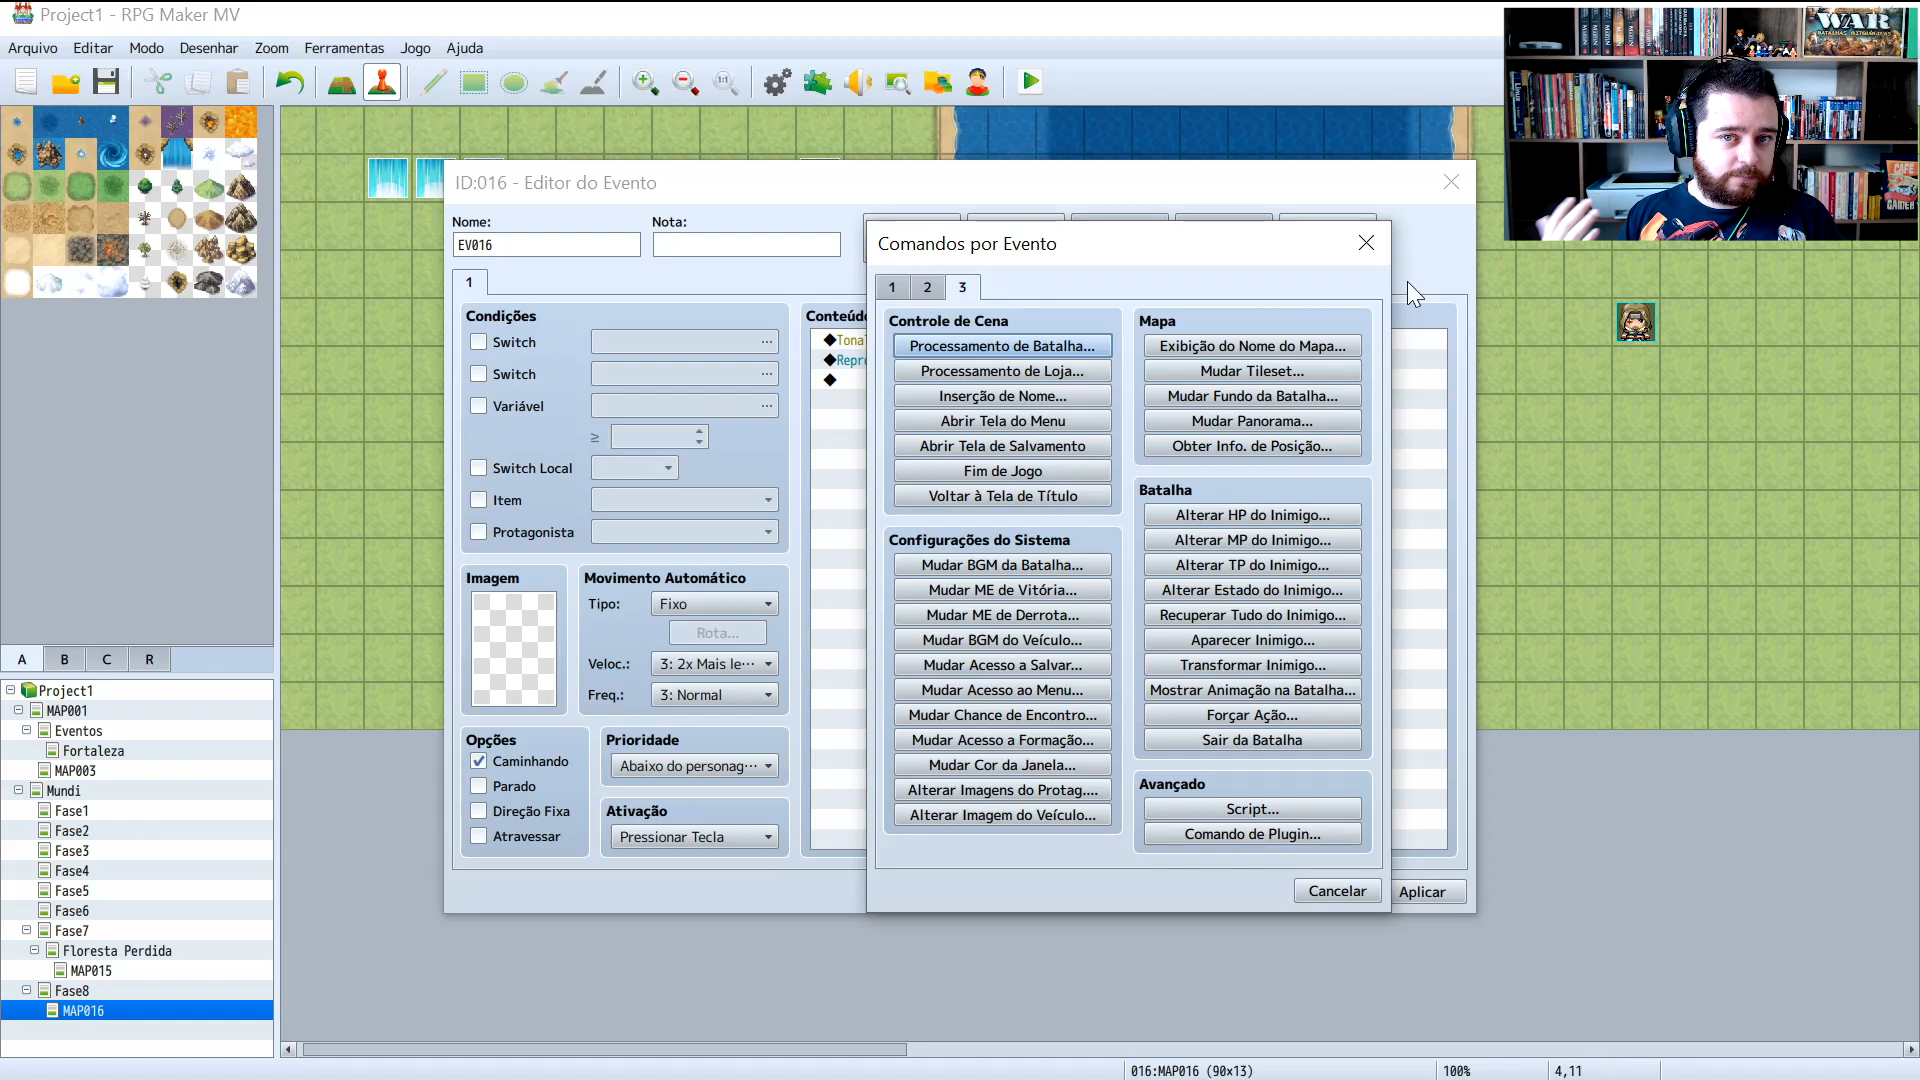 Project1 - RPG Maker MV
Arquivo Editar Modo Desenhar Zoom Ferramentas Jogo Ajuda
1:1
WAR
BATALHAS MITOLÓGICAS
CAFE
GAMER
ID:016 - Editor do Evento
Nome: Nota:
EV016
1
Condições
Switch ...
Switch ...
Variável ...
≥
Switch Local
Item
Protagonista
Imagem
Movimento Automático
Tipo: Fixo
Rota...
Veloc.: 3: 2x Mais le···
Freq.: 3: Normal
Opções
Caminhando
Parado
Direção Fixa
Atravessar
Prioridade
Abaixo do personag···
Ativação
Pressionar Tecla
Conteúdo
◆Tona
◆Repro
◆
Aplicar
Comandos por Evento
1 2 3
Controle de Cena
Processamento de Batalha...
Processamento de Loja...
Inserção de Nome...
Abrir Tela do Menu
Abrir Tela de Salvamento
Fim de Jogo
Voltar à Tela de Título
Configurações do Sistema
Mudar BGM da Batalha...
Mudar ME de Vitória...
Mudar ME de Derrota...
Mudar BGM do Veículo...
Mudar Acesso a Salvar...
Mudar Acesso ao Menu...
Mudar Chance de Encontro...
Mudar Acesso a Formação...
Mudar Cor da Janela...
Alterar Imagens do Protag....
Alterar Imagem do Veículo...
Mapa
Exibição do Nome do Mapa...
Mudar Tileset...
Mudar Fundo da Batalha...
Mudar Panorama...
Obter Info. de Posição...
Batalha
Alterar HP do Inimigo...
Alterar MP do Inimigo...
Alterar TP do Inimigo...
Alterar Estado do Inimigo...
Recuperar Tudo do Inimigo...
Aparecer Inimigo...
Transformar Inimigo...
Mostrar Animação na Batalha...
Forçar Ação...
Sair da Batalha
Avançado
Script...
Comando de Plugin...
Cancelar
A B C R
Project1
MAP001
Eventos
Fortaleza
MAP003
Mundi
Fase1
Fase2
Fase3
Fase4
Fase5
Fase6
Fase7
Floresta Perdida
MAP015
Fase8
MAP016
016:MAP016 (90x13) 100% 4,11